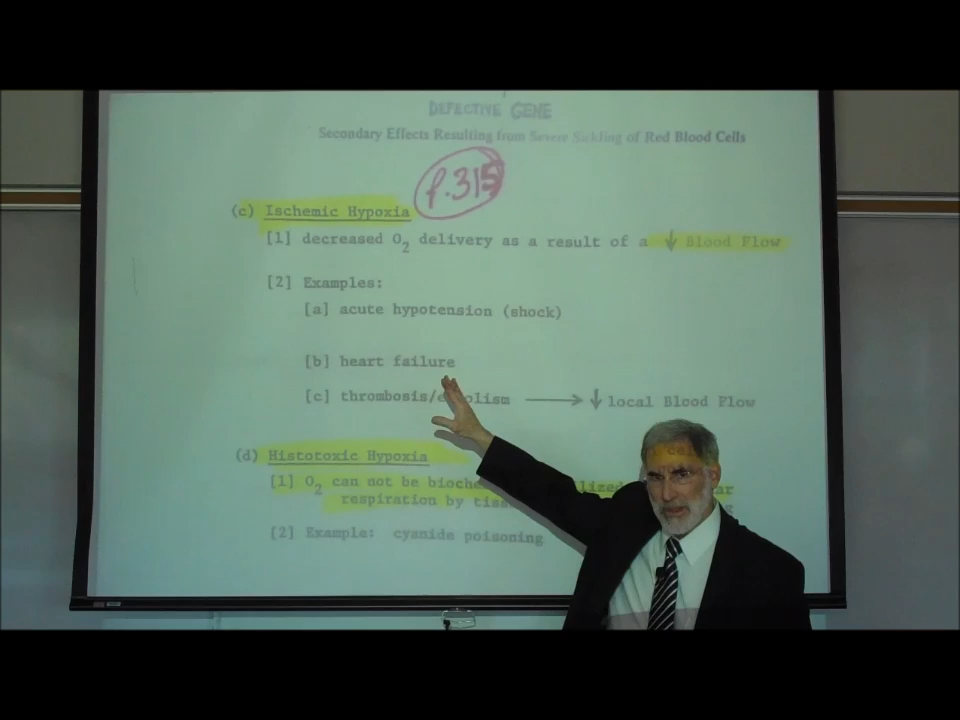 DEFECTIVE GENE
Secondary Effects Resulting from Severe Sickling of Red Blood Cells
p.315
(c) Ischemic Hypoxia
[1] decreased O2 delivery as a result of a ↓ Blood Flow
[2] Examples:
[a] acute hypotension (shock)
[b] heart failure
[c] thrombosis/embolism → ↓ local Blood Flow
(d) Histotoxic Hypoxia
[1] O2 can not be
respiration by
[2] Example: cyanide poisoning